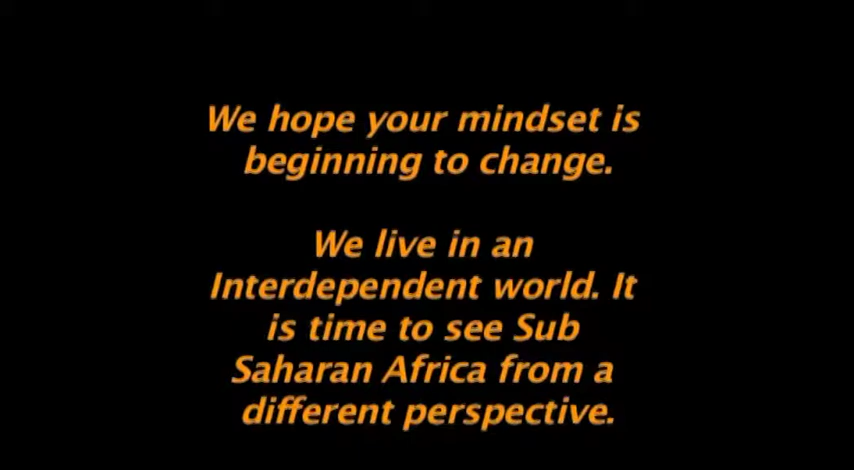 We hope your mindset is
beginning to change.
We live in an
Interdependent world. It
is time to see Sub
Saharan Africa from a
different perspective.